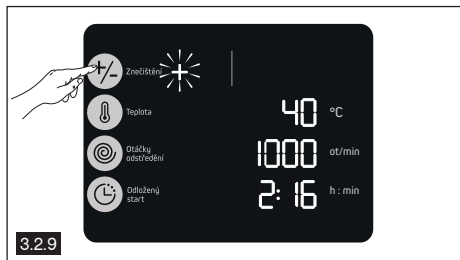 +/- Znečištění +
Teplota 40 °C
Otáčky
odstředění 1000 ot/min
Odložený
start 2:16 h : min
3.2.9